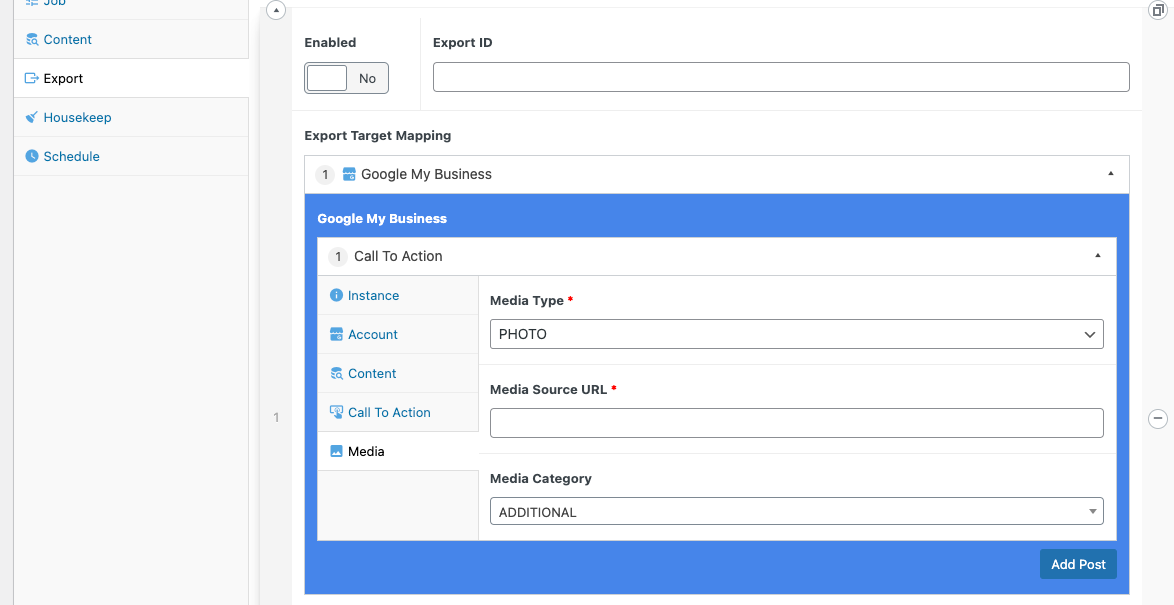 Job
Content
Export
Housekeep
Schedule
Enabled
Export ID
No
Export Target Mapping
1 Google My Business
Google My Business
1 Call To Action
Instance
Account
Content
Call To Action
Media
Media Type *
PHOTO
Media Source URL *
1
Media Category
ADDITIONAL
Add Post